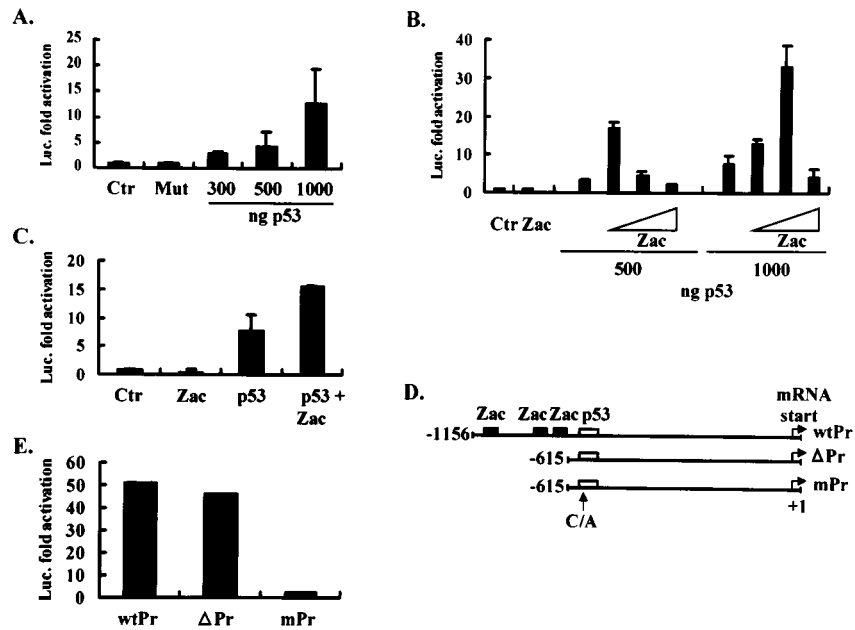 A.
Luc. fold activation
25
20
15
10
5
0
Ctr Mut 300 500 1000
ng p53
B.
Luc. fold activation
40
30
20
10
0
Ctr Zac
Zac Zac
500 1000
ng p53
C.
Luc. fold activation
20
15
10
5
0
Ctr Zac p53 p53 +
Zac
D.
mRNA
start
Zac Zac Zac p53
-1156 wtPr
-615 ΔPr
-615 mPr
C/A +1
E.
Luc. fold activation
60
50
40
30
20
10
0
wtPr ΔPr mPr